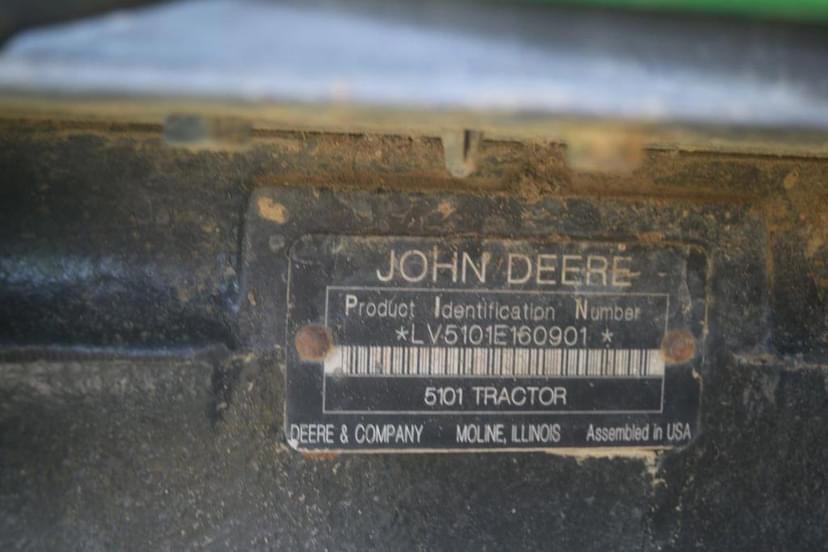 JOHN DEERE
Product Identification Number
*LV5101E160901 *
5101 TRACTOR
DEERE & COMPANY MOLINE, ILLINOIS Assembled in USA